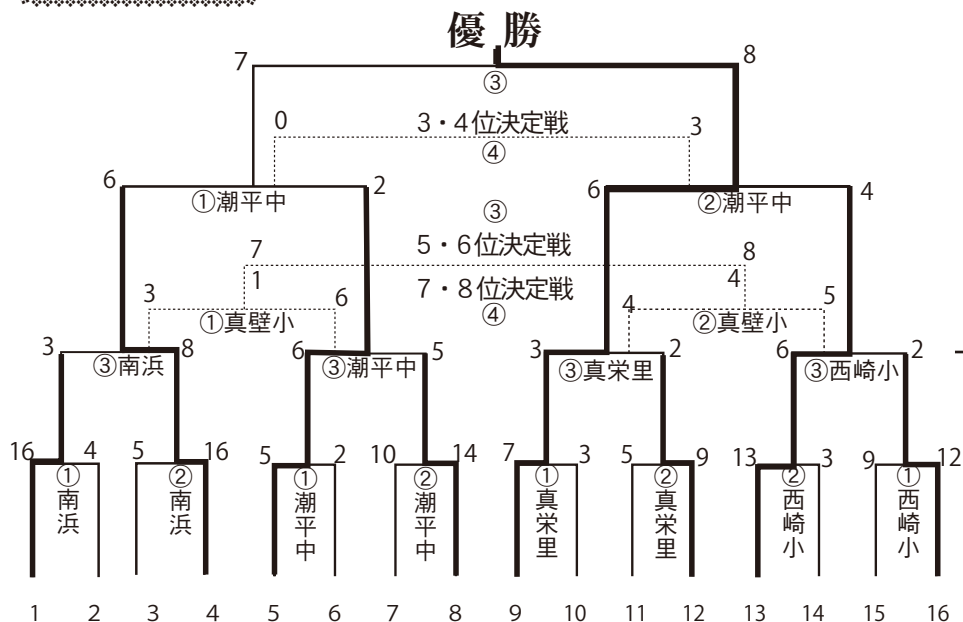 優 勝
7 8
③
0 3・4位決定戦 3
④
6 2 6 4
①潮平中 ②潮平中
③
7 5・6位決定戦 8
1 7・8位決定戦 4
④
3 6 4 5
①真壁小 ②真壁小
3 8 6 5 3 2 6 2
③南浜 ③潮平中 ③真栄里 ③西崎小
16 4 5 16 5 2 10 14 7 3 5 9 13 3 9 12
①南浜 ②南浜 ①潮平中 ②潮平中 ①真栄里 ②真栄里 ②西崎小 ①西崎小
1 2 3 4 5 6 7 8 9 10 11 12 13 14 15 16